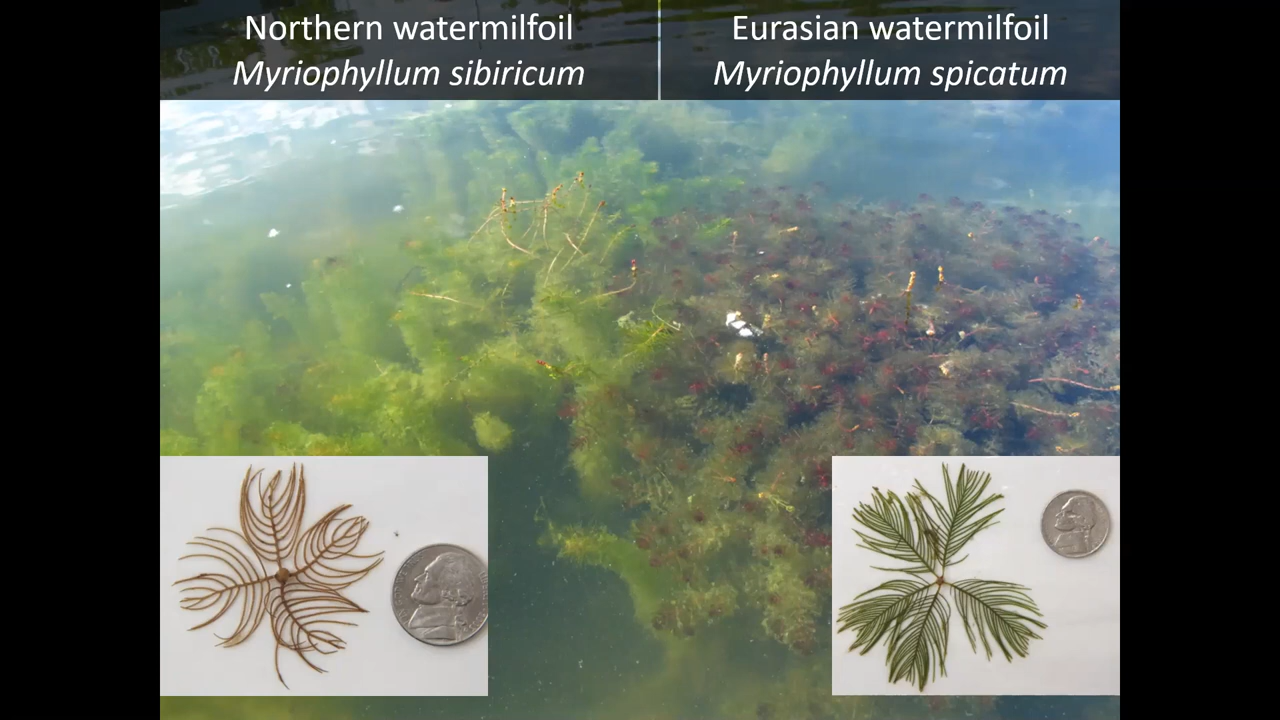 Northern watermilfoil
Myriophyllum sibiricum
Eurasian watermilfoil
Myriophyllum spicatum